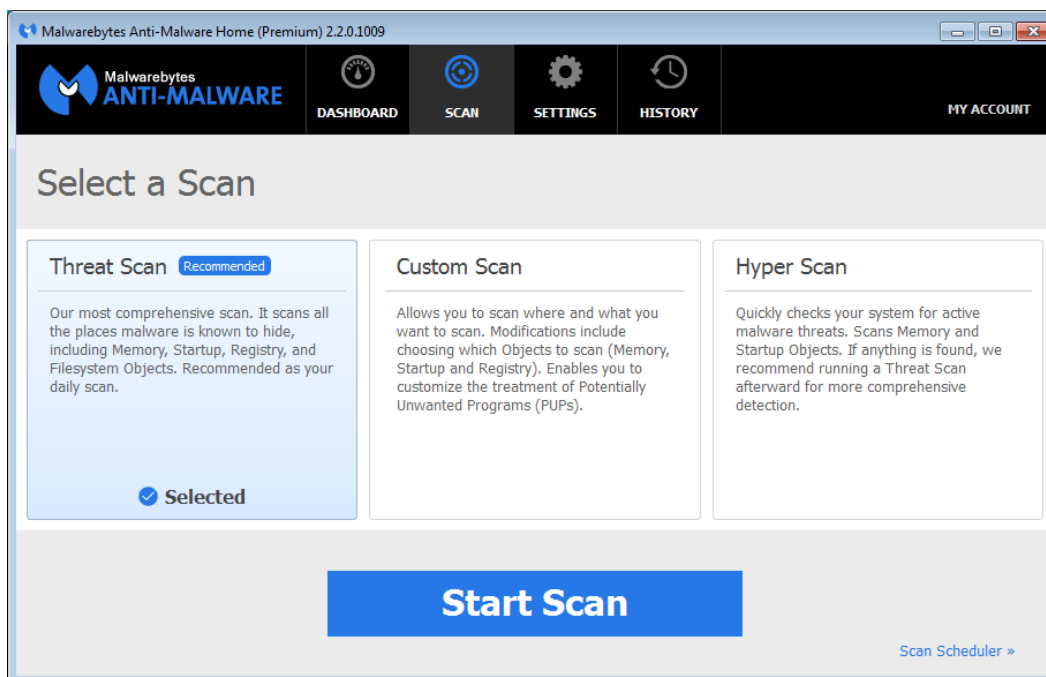 Malwarebytes Anti-Malware Home (Premium) 2.2.0.1009
Malwarebytes
ANTI-MALWARE
DASHBOARD
SCAN
SETTINGS
HISTORY
MY ACCOUNT
Select a Scan
Threat Scan Recommended
Our most comprehensive scan. It scans all
the places malware is known to hide,
including Memory, Startup, Registry, and
Filesystem Objects. Recommended as your
daily scan.
Selected
Custom Scan
Allows you to scan where and what you
want to scan. Modifications include
choosing which Objects to scan (Memory,
Startup and Registry). Enables you to
customize the treatment of Potentially
Unwanted Programs (PUPs).
Hyper Scan
Quickly checks your system for active
malware threats. Scans Memory and
Startup Objects. If anything is found, we
recommend running a Threat Scan
afterward for more comprehensive
detection.
Start Scan
Scan Scheduler »